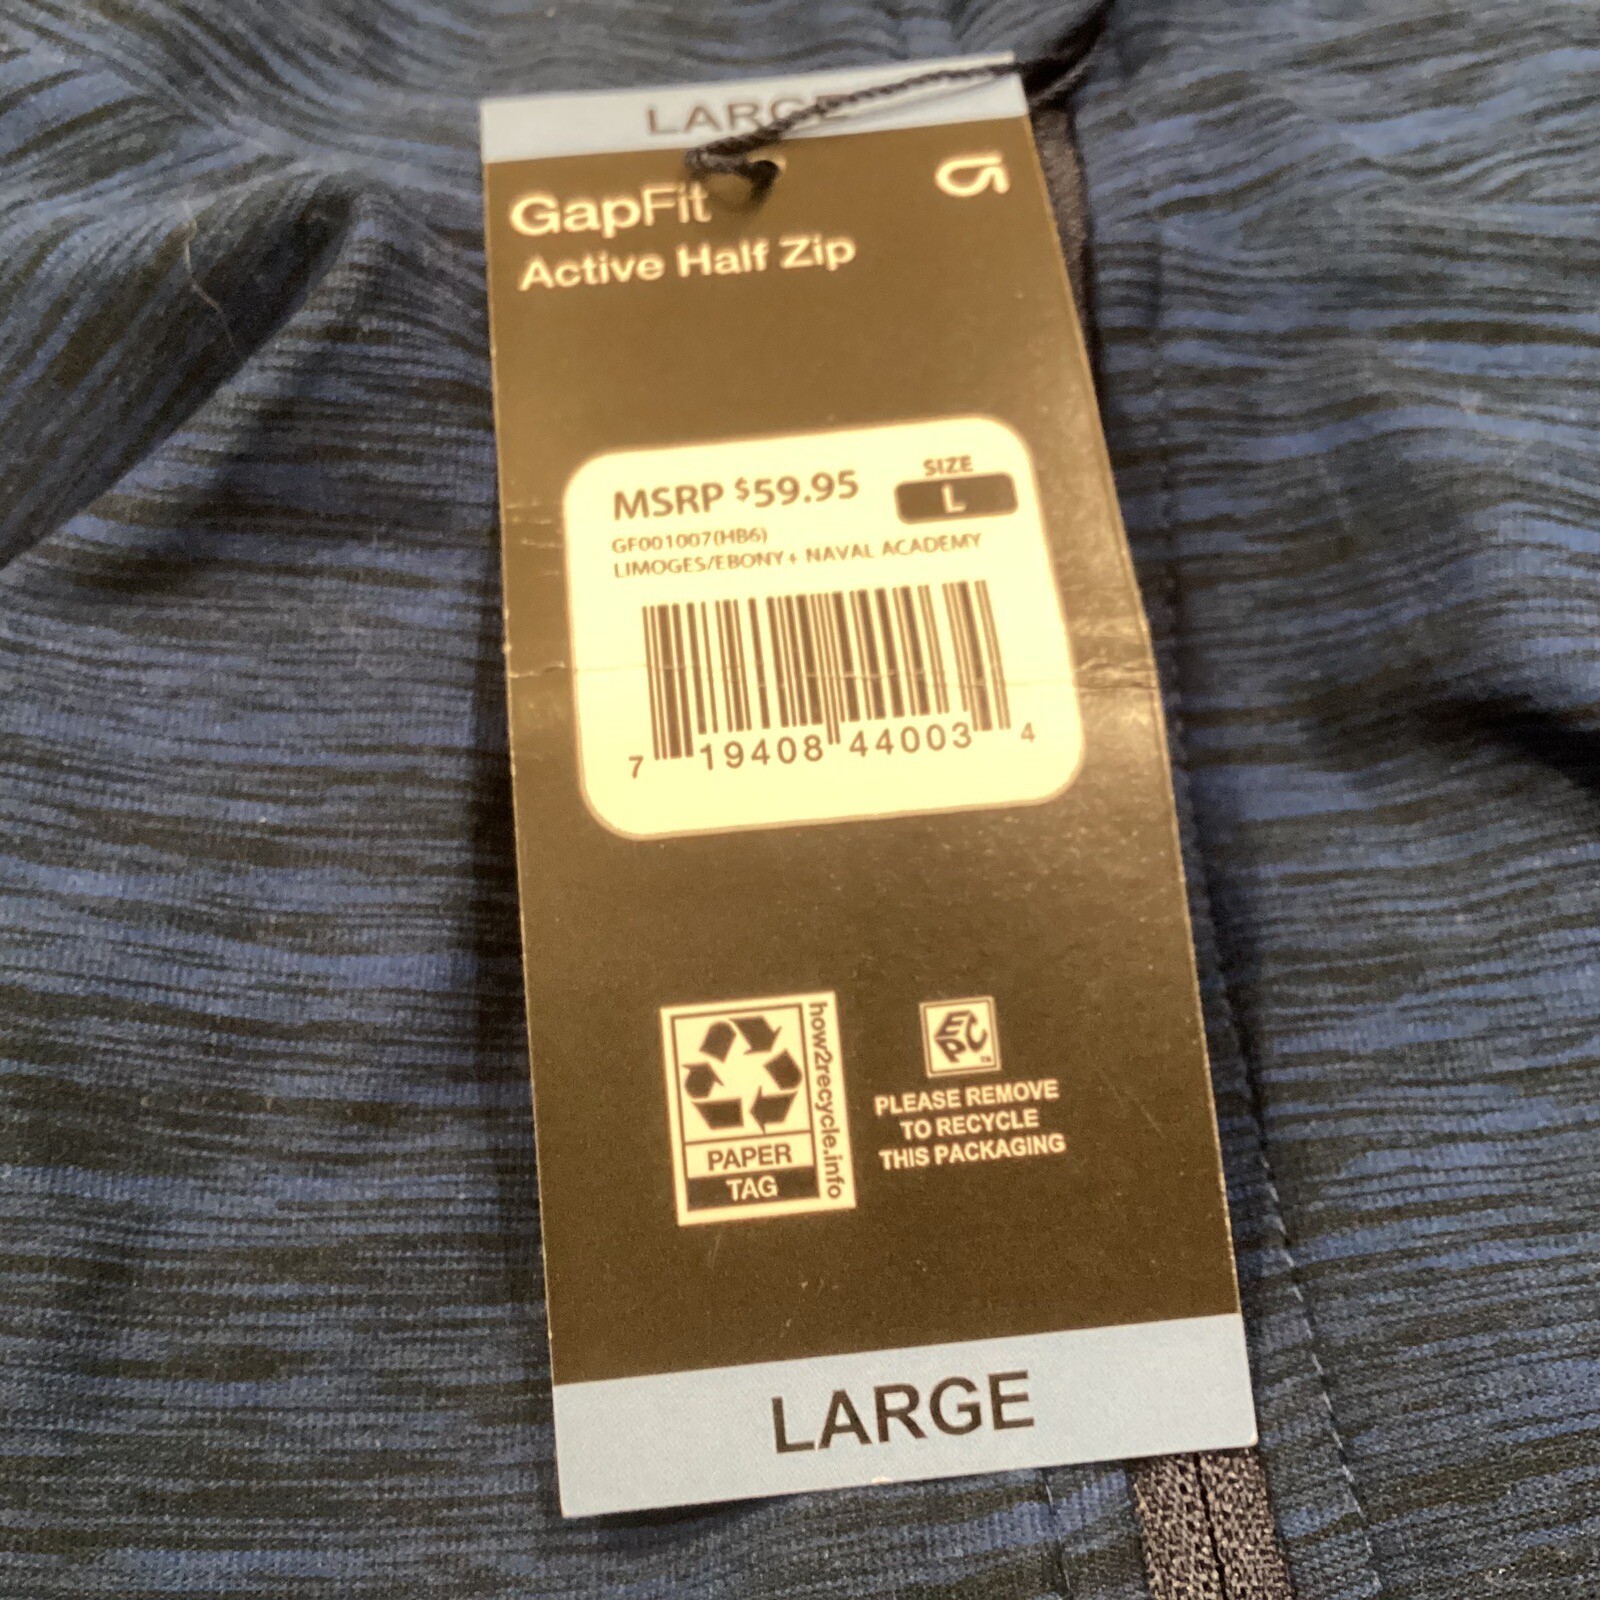 LARGE
GapFit
Active Half Zip
MSRP $59.95
SIZE
L
GF001007(HB6)
LIMOGES/EBONY+ NAVAL ACADEMY
7 19408 44003 4
how2recycle.info
PAPER
TAG
ECPC™
PLEASE REMOVE
TO RECYCLE
THIS PACKAGING
LARGE